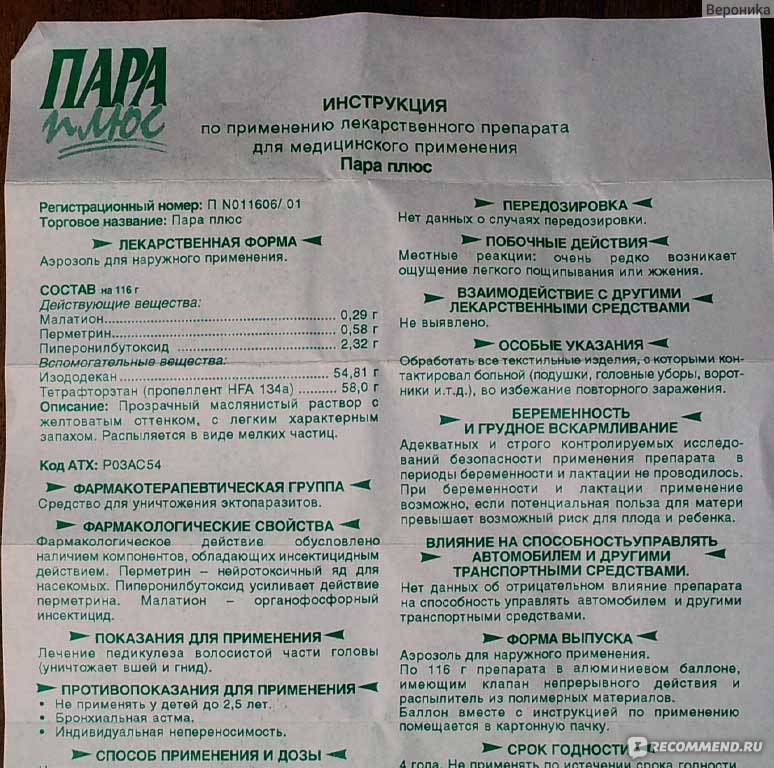 Вероника
ПАРА
плюс
ИНСТРУКЦИЯ
по применению лекарственного препарата
для медицинского применения
Пара плюс
Регистрационный номер: П N011606/ 01
Торговое название: Пара плюс
ЛЕКАРСТВЕННАЯ ФОРМА
Аэрозоль для наружного применения.
СОСТАВ на 116 г
Действующие вещества:
Малатион 0,29 г
Перметрин 0,58 г
Пиперонилбутоксид 2,32 г
Вспомогательные вещества:
Изододекан 54,81 г
Тетрафторэтан (пропеллент HFA 134a) 58,0 г
Описание: Прозрачный маслянистый раствор с
желтоватым оттенком, с легким характерным
запахом. Распыляется в виде мелких частиц.
Код АТХ: P03AC54
ФАРМАКОТЕРАПЕВТИЧЕСКАЯ ГРУППА
Средство для уничтожения эктопаразитов.
ФАРМАКОЛОГИЧЕСКИЕ СВОЙСТВА
Фармакологическое действие обусловлено
наличием компонентов, обладающих инсектицидным
действием. Перметрин – нейротоксичный яд для
насекомых. Пиперонилбутоксид усиливает действие
перметрина. Малатион – органофосфорный
инсектицид.
ПОКАЗАНИЯ ДЛЯ ПРИМЕНЕНИЯ
Лечение педикулеза волосистой части головы
(уничтожает вшей и гнид).
ПРОТИВОПОКАЗАНИЯ ДЛЯ ПРИМЕНЕНИЯ
• Не применять у детей до 2,5 лет.
• Бронхиальная астма.
• Индивидуальная непереносимость.
СПОСОБ ПРИМЕНЕНИЯ И ДОЗЫ
ПЕРЕДОЗИРОВКА
Нет данных о случаях передозировки.
ПОБОЧНЫЕ ДЕЙСТВИЯ
Местные реакции: очень редко возникает
ощущение легкого пощипывания или жжения.
ВЗАИМОДЕЙСТВИЕ С ДРУГИМИ
ЛЕКАРСТВЕННЫМИ СРЕДСТВАМИ
Не выявлено.
ОСОБЫЕ УКАЗАНИЯ
Обработать все текстильные изделия, с которыми кон-
тактировал больной (подушки, головные уборы, ворот-
ники и.т.д.), во избежание повторного заражения.
БЕРЕМЕННОСТЬ
И ГРУДНОЕ ВСКАРМЛИВАНИЕ
Адекватных и строго контролируемых исследо-
ваний безопасности применения препарата в
периоды беременности и лактации не проводилось.
При беременности и лактации применение
возможно, если потенциальная польза для матери
превышает возможный риск для плода и ребенка.
ВЛИЯНИЕ НА СПОСОБНОСТЬ УПРАВЛЯТЬ
АВТОМОБИЛЕМ И ДРУГИМИ
ТРАНСПОРТНЫМИ СРЕДСТВАМИ.
Нет данных об отрицательном влияние препарата
на способность управлять автомобилем и другими
транспортными средствами.
ФОРМА ВЫПУСКА
Аэрозоль для наружного применения.
По 116 г препарата в алюминиевом баллоне,
имеющим клапан непрерывного действия и
распылитель из полимерных материалов.
Баллон вместе с инструкцией по применению
помещается в картонную пачку.
СРОК ГОДНОСТИ
4 года. Не применять по истечении срока годности
IRECOMMEND.RU